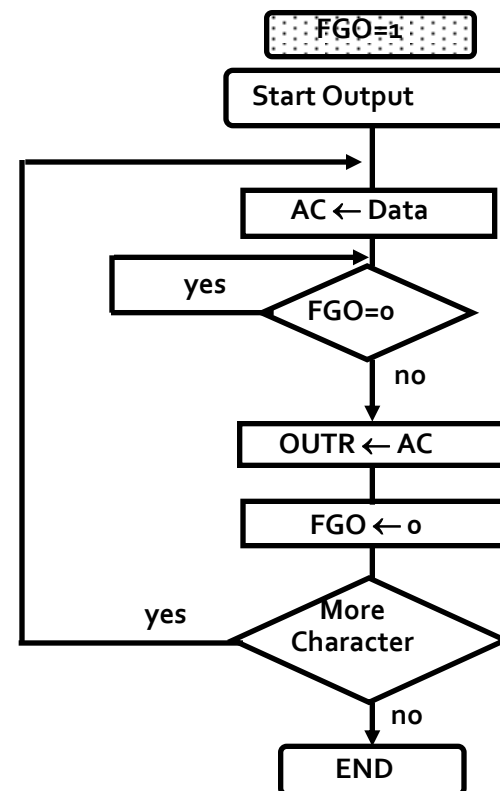 FGO=1
Start Output
AC ← Data
yes
FGO=0
no
OUTR ← AC
FGO ← 0
yes
More
Character
no
END